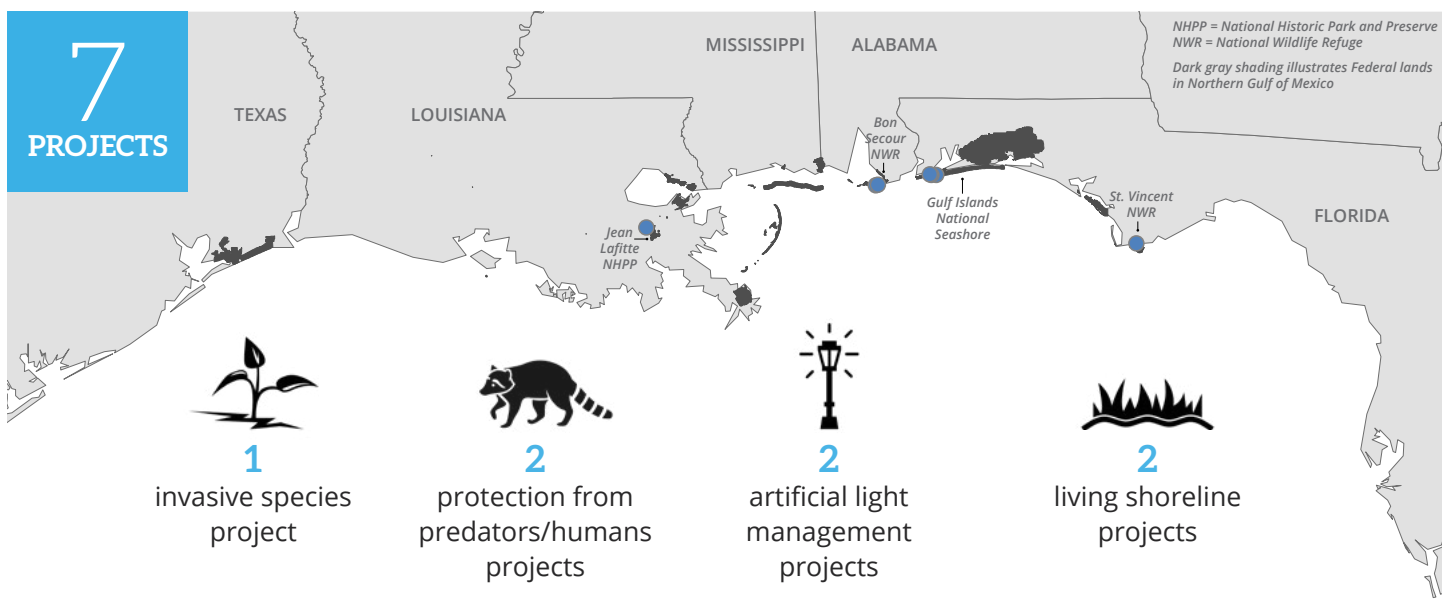 7
PROJECTS
NHPP = National Historic Park and Preserve
NWR = National Wildlife Refuge
Dark gray shading illustrates Federal lands
in Northern Gulf of Mexico
TEXAS
LOUISIANA
MISSISSIPPI
ALABAMA
FLORIDA
Jean
Lafitte
NHPP
Bon
Secour
NWR
Gulf Islands
National
Seashore
St. Vincent
NWR
1
invasive species
project
2
protection from
predators/humans
projects
2
artificial light
management
projects
2
living shoreline
projects